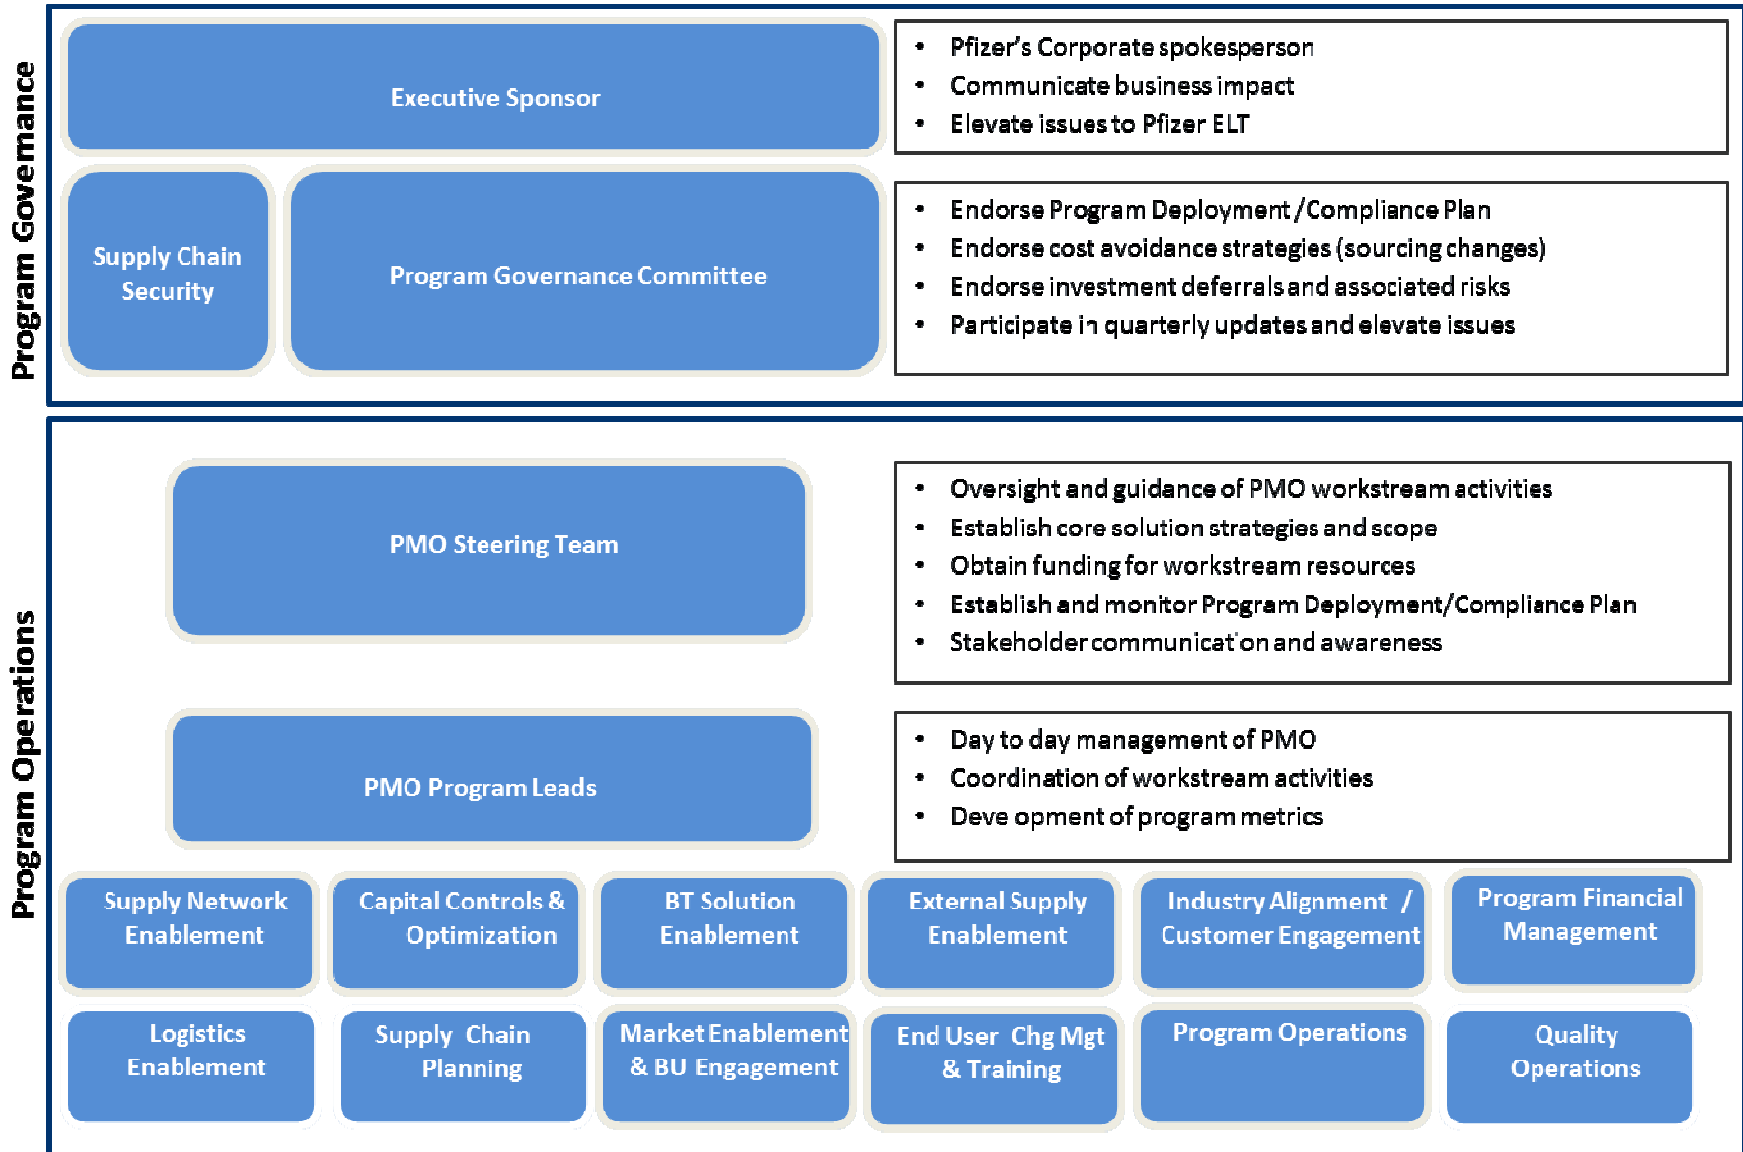 Program Governance
Executive Sponsor
• Pfizer's Corporate spokesperson
• Communicate business impact
• Elevate issues to Pfizer ELT
Supply Chain
Security
Program Governance Committee
• Endorse Program Deployment/Compliance Plan
• Endorse cost avoidance strategies (sourcing changes)
• Endorse investment deferrals and associated risks
• Participate in quarterly updates and elevate issues
Program Operations
PMO Steering Team
• Oversight and guidance of PMO workstream activities
• Establish core solution strategies and scope
• Obtain funding for workstream resources
• Establish and monitor Program Deployment/Compliance Plan
• Stakeholder communicat'on and awareness
PMO Program Leads
• Day to day management of PMO
• Coordination of workstream activities
• Deve opment of program metrics
Supply Network
Enablement
Capital Controls &
Optimization
BT Solution
Enablement
External Supply
Enablement
Industry Alignment /
Customer Engagement
Program Financial
Management
Logistics
Enablement
Supply Chain
Planning
Market Enablement
& BU Engagement
End User Chg Mgt
& Training
Program Operations
Quality
Operations